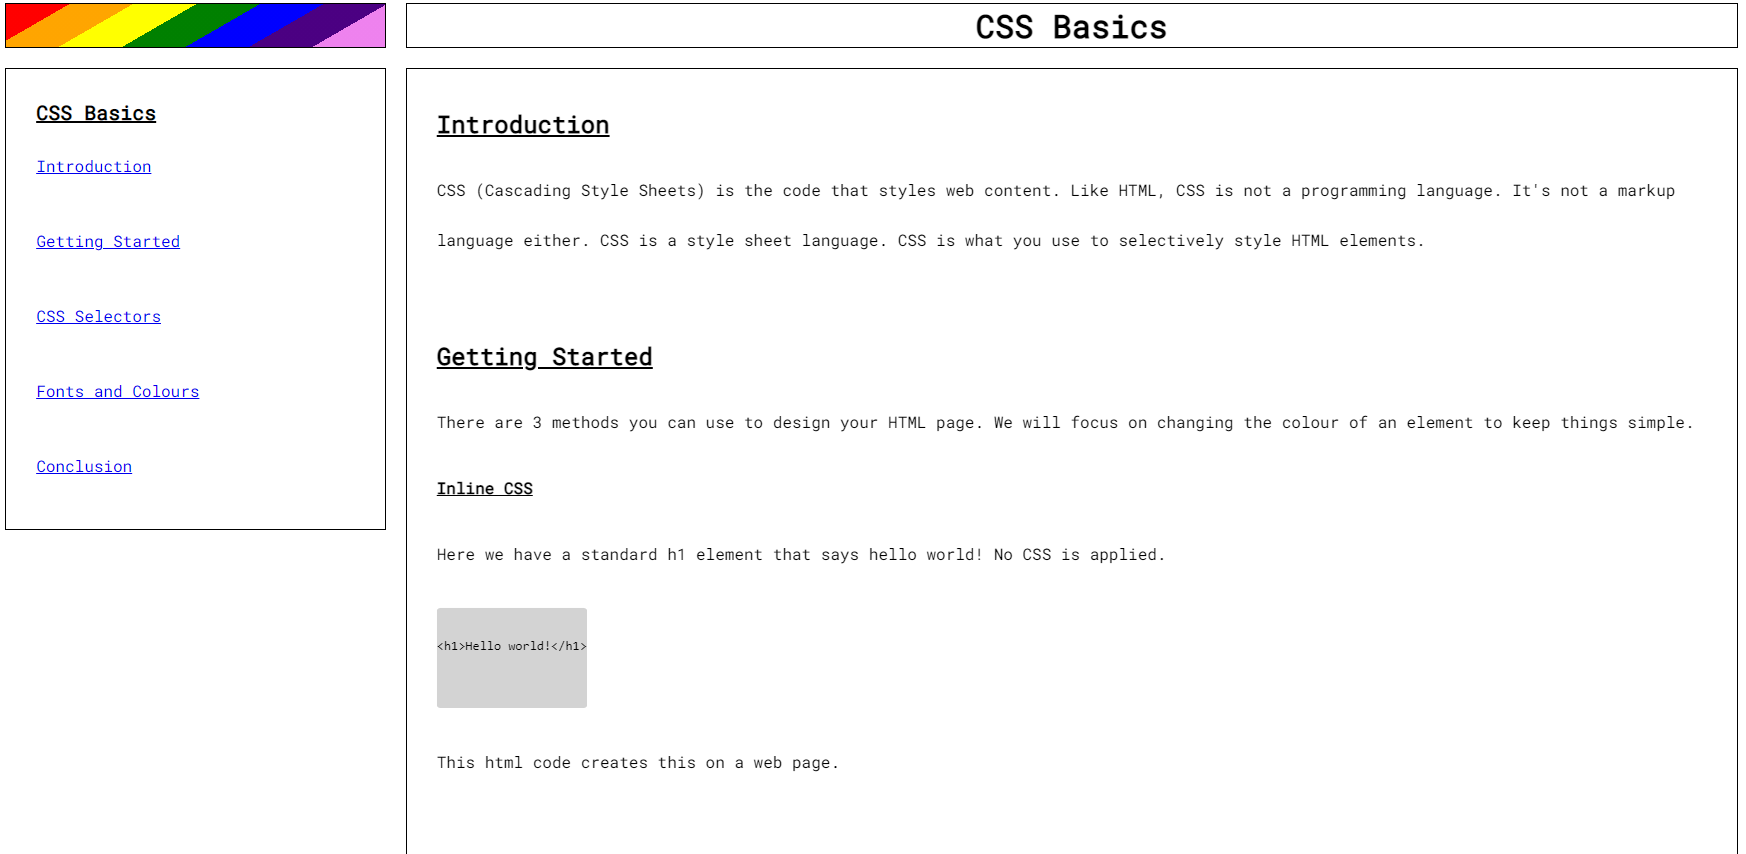 CSS Basics
CSS Basics
Introduction
Getting Started
CSS Selectors
Fonts and Colours
Conclusion
Introduction
CSS (Cascading Style Sheets) is the code that styles web content. Like HTML, CSS is not a programming language. It's not a markup
language either. CSS is a style sheet language. CSS is what you use to selectively style HTML elements.
Getting Started
There are 3 methods you can use to design your HTML page. We will focus on changing the colour of an element to keep things simple.
Inline CSS
Here we have a standard h1 element that says hello world! No CSS is applied.
<h1>Hello world!</h1>
This html code creates this on a web page.